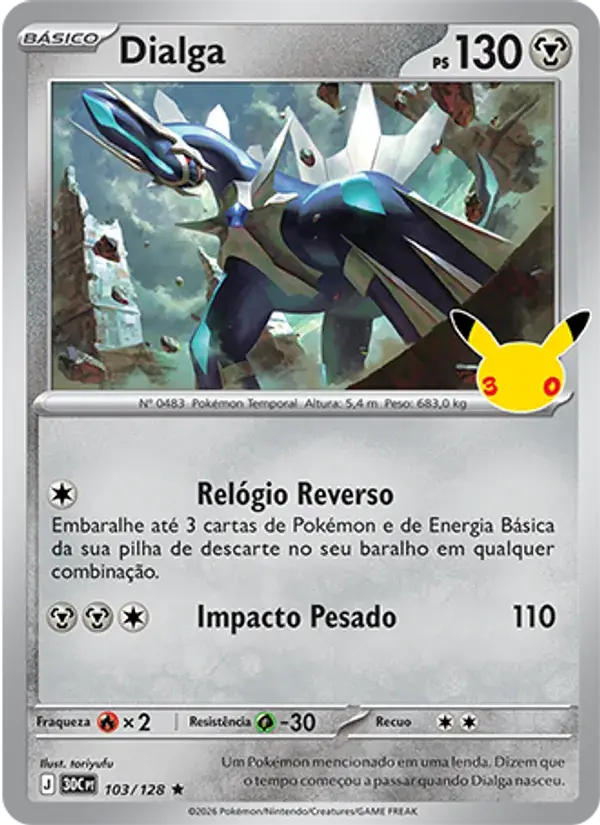 BÁSICO
Dialga
PS 130
Nº 0483 Pokémon Temporal Altura: 5,4 m Peso: 683,0 kg
30
Relógio Reverso
Embaralhe até 3 cartas de Pokémon e de Energia Básica
da sua pilha de descarte no seu baralho em qualquer
combinação.
Impacto Pesado 110
Fraqueza ×2 Resistência -30 Recuo
Ilust. toriyufu
Um Pokémon mencionado em uma lenda. Dizem que
o tempo começou a passar quando Dialga nasceu.
J 30C PT 103/128 ★
©2026 Pokémon/Nintendo/Creatures/GAME FREAK